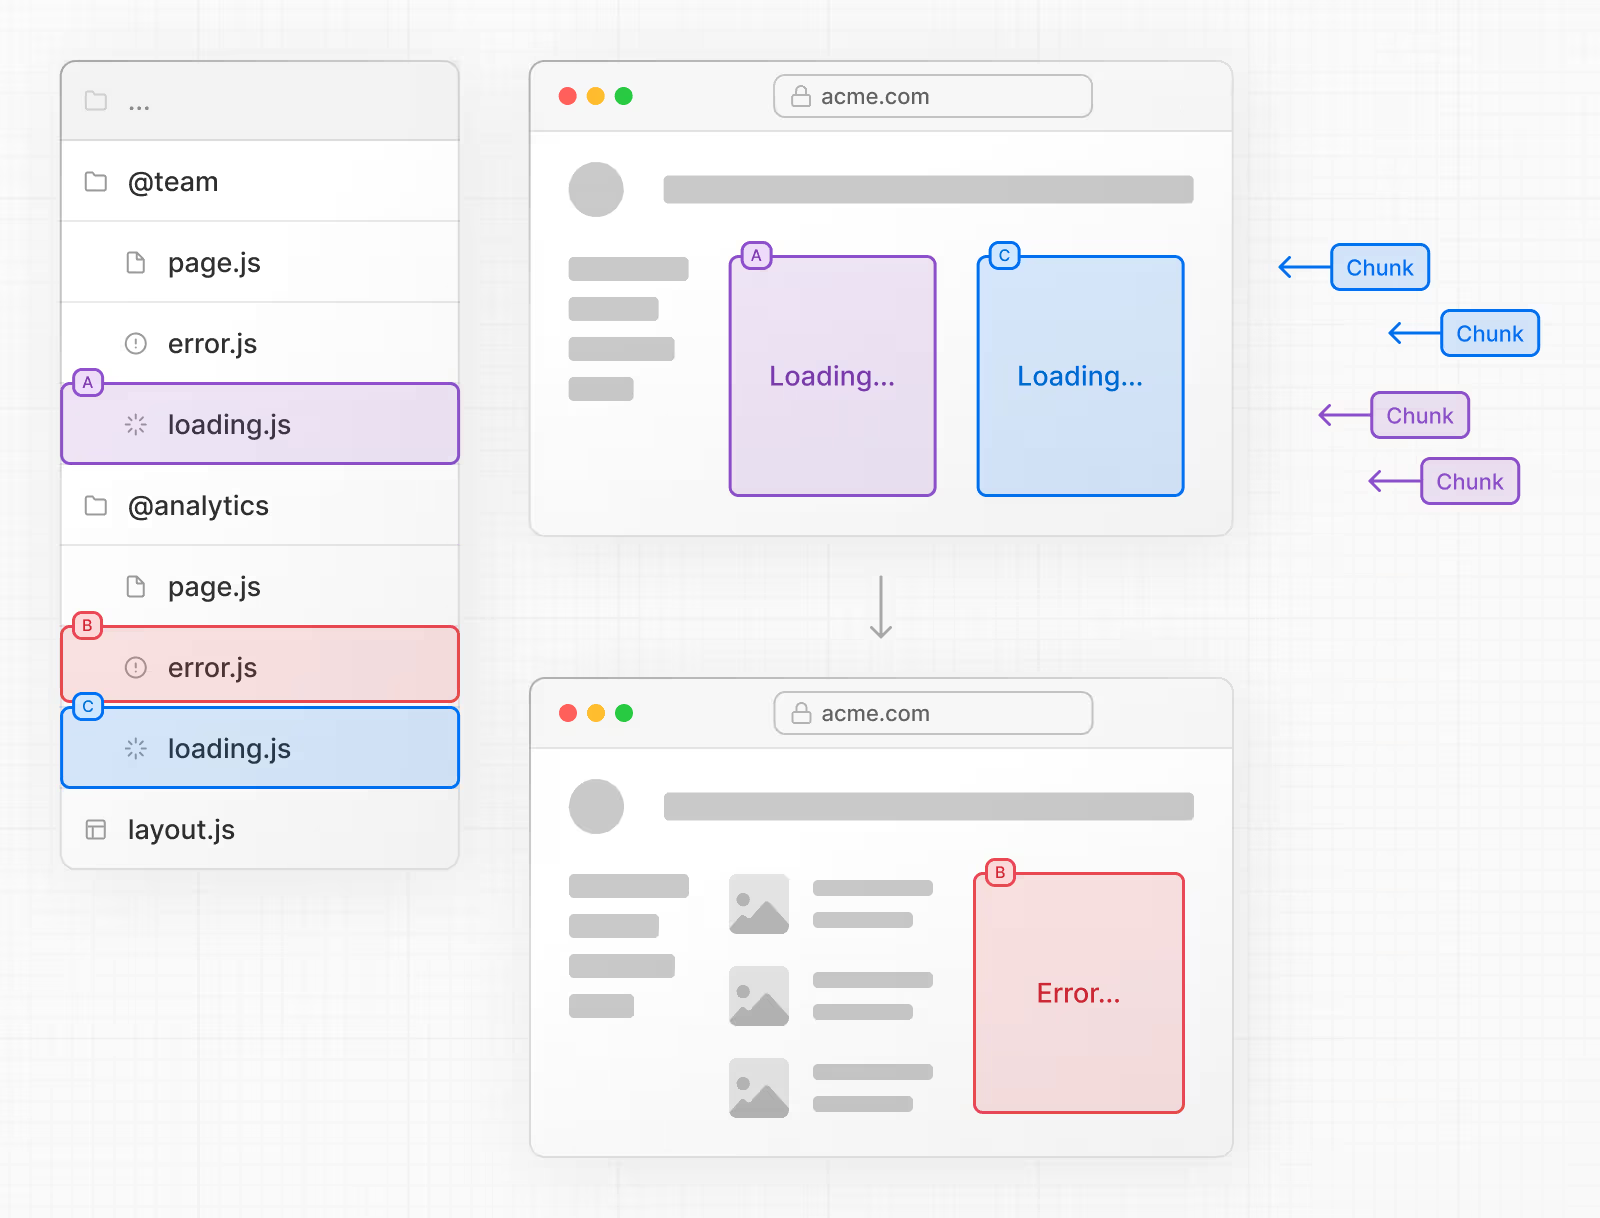 ...
@team
page.js
error.js
A
loading.js
@analytics
page.js
B
error.js
C
loading.js
layout.js
acme.com
A
Loading...
C
Loading...
Chunk
Chunk
Chunk
Chunk
acme.com
B
Error...